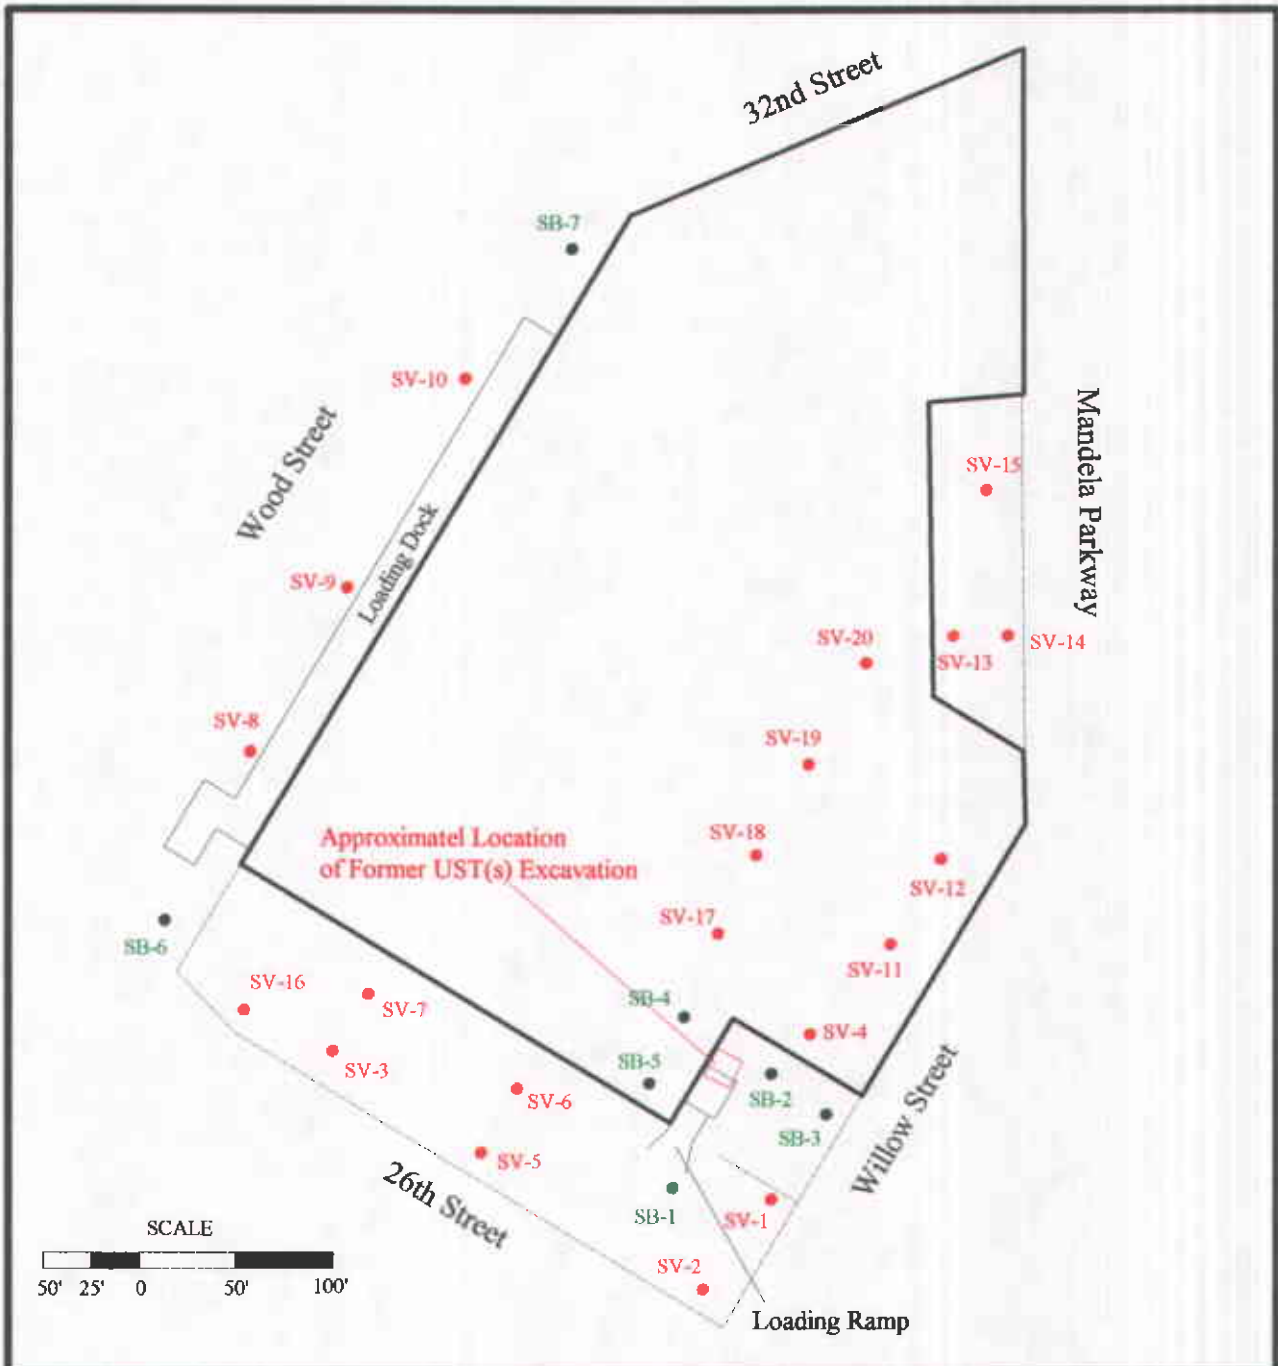 32nd Street
SB-7
SV-10
Wood Street
Mandela Parkway
SV-15
Loading Dock
SV-9
SV-20
SV-13
SV-14
SV-8
SV-19
Approximatel Location
of Former UST(s) Excavation
SV-18
SV-12
SV-17
SB-6
SV-11
SV-16
SV-7
SB-4
SV-4
SV-3
SB-5
SV-6
SB-2
SB-3
Willow Street
SV-5
26th Street
SB-1
SV-1
SCALE
50' 25' 0 50' 100'
SV-2
Loading Ramp